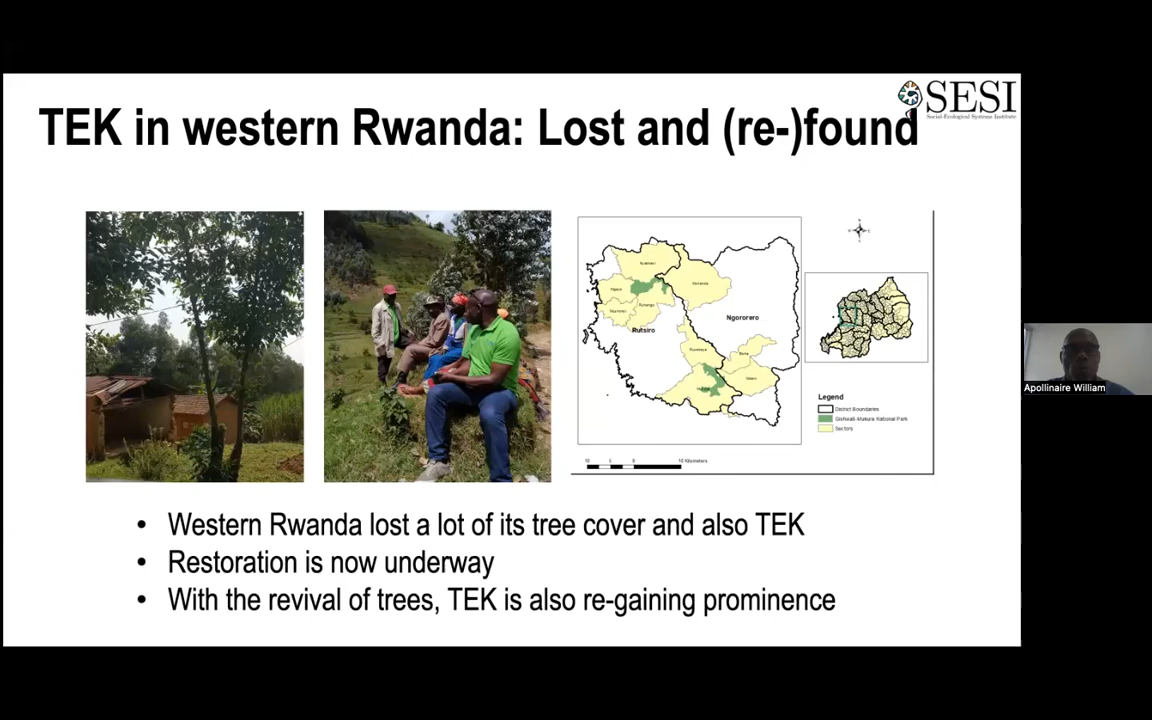 TEK in western Rwanda: Lost and (re-)found
SESI
Social-Ecological Systems Institute
Rutsiro
Ngororero
Legend
District Boundaries
Gishwati-Mukura National Park
Sectors
10 Kilometers
Western Rwanda lost a lot of its tree cover and also TEK
Restoration is now underway
With the revival of trees, TEK is also re-gaining prominence
Apollinaire William